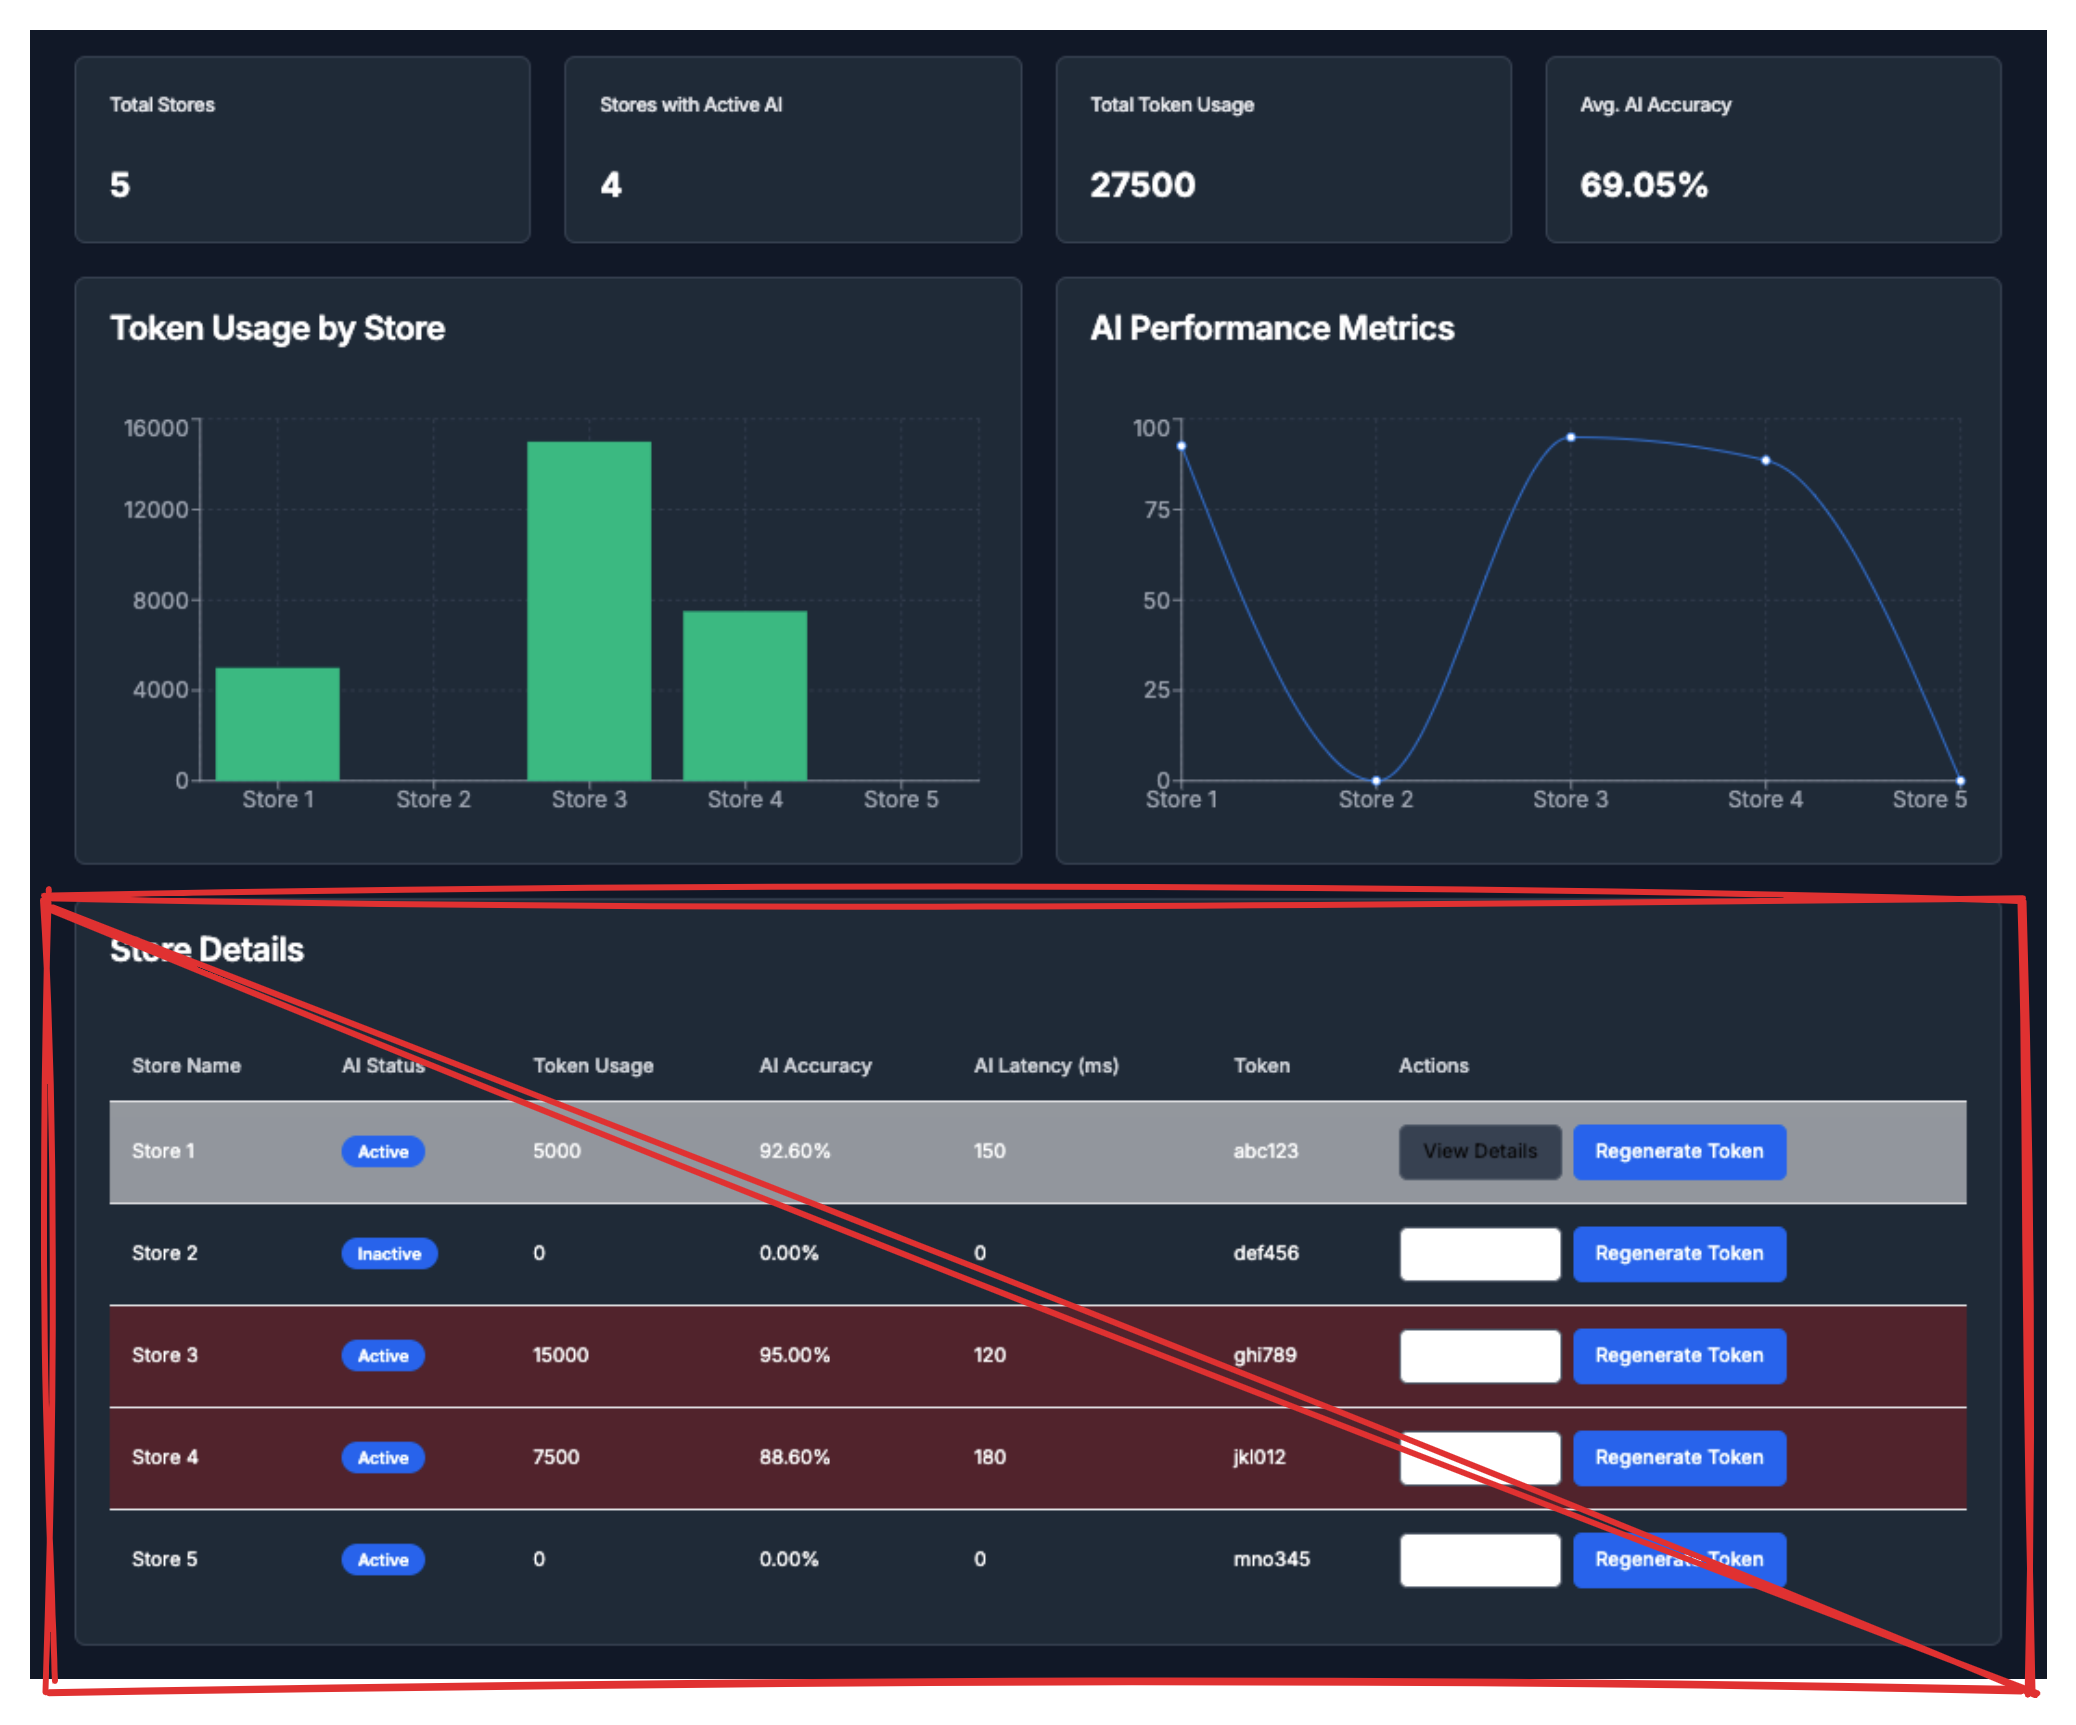 Total Stores
5
Stores with Active AI
4
Total Token Usage
27500
Avg. AI Accuracy
69.05%
Token Usage by Store
16000
12000
8000
4000
0
Store 1 Store 2 Store 3 Store 4 Store 5
AI Performance Metrics
100
75
50
25
0
Store 1 Store 2 Store 3 Store 4 Store 5
Store Details
Store Name AI Status Token Usage AI Accuracy AI Latency (ms) Token Actions
Store 1 Active 5000 92.60% 150 abc123 View Details Regenerate Token
Store 2 Inactive 0 0.00% 0 def456 Regenerate Token
Store 3 Active 15000 95.00% 120 ghi789 Regenerate Token
Store 4 Active 7500 88.60% 180 jkl012 Regenerate Token
Store 5 Active 0 0.00% 0 mno345 Regenerate Token